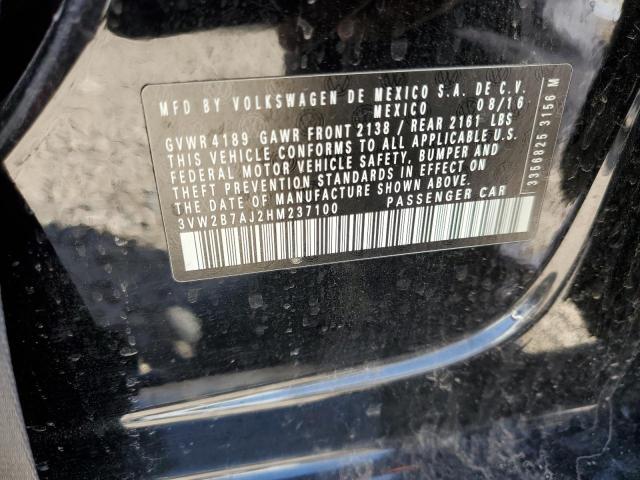 MFD BY VOLKSWAGEN DE MEXICO S.A. DE C.V.
MEXICO 08/16
GVWR 4189 GAWR FRONT 2138 / REAR 2161 LBS
THIS VEHICLE CONFORMS TO ALL APPLICABLE U.S.
FEDERAL MOTOR VEHICLE SAFETY, BUMPER AND
THEFT PREVENTION STANDARDS IN EFFECT ON
THE DATE OF MANUFACTURE SHOWN ABOVE.
3VW2B7AJ2HM237100 PASSENGER CAR
3356825 3156 M